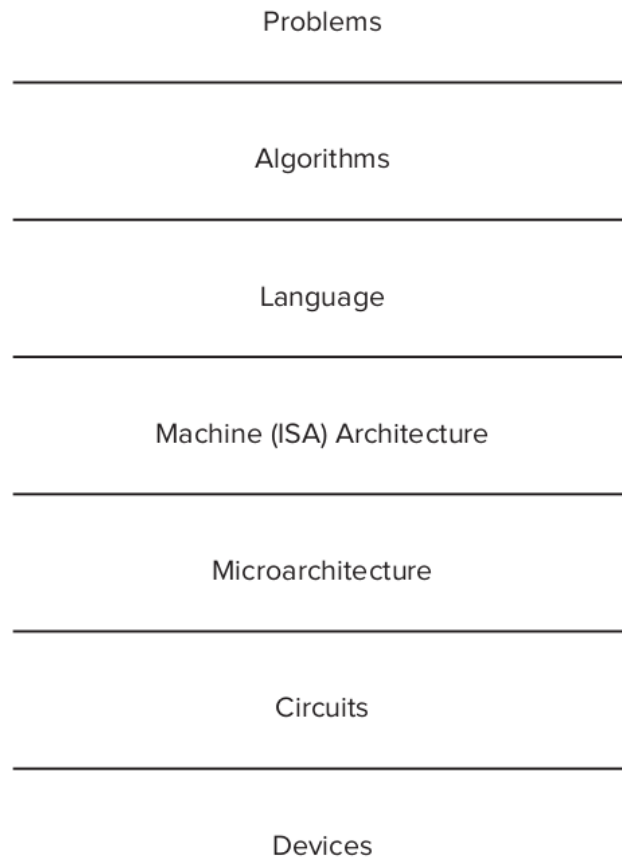 Problems
Algorithms
Language
Machine (ISA) Architecture
Microarchitecture
Circuits
Devices